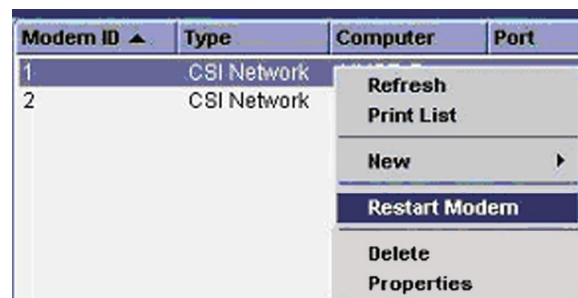 Modem ID Type Computer Port
1 CSI Network
2 CSI Network
Refresh
Print List
New
Restart Modem
Delete
Properties